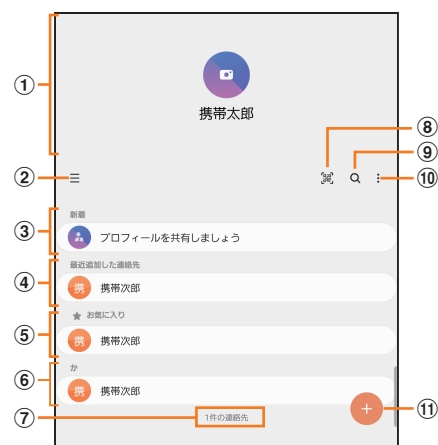 ①
携帯太郎
⑧
⑨
②
⑩
新着
③
プロフィールを共有しましょう
最近追加した連絡先
④
携 携帯次郎
お気に入り
⑤
携 携帯次郎
か
⑥
携 携帯次郎
⑦
1件の連絡先
⑪